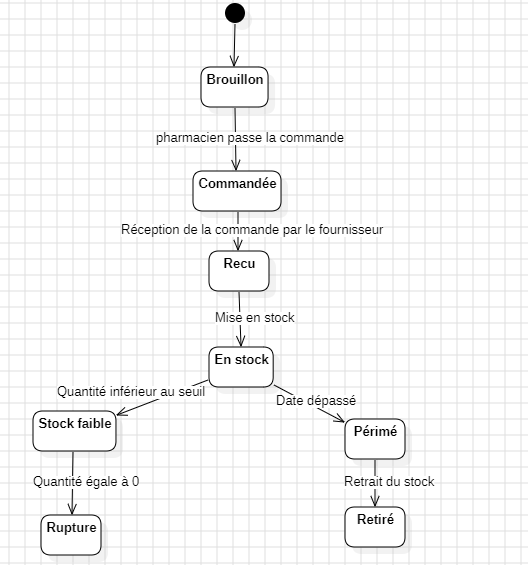 Brouillon
pharmacien passe la commande
Commandée
Réception de la commande par le fournisseur
Recu
Mise en stock
En stock
Quantité inférieur au seuil
Date dépassé
Stock faible
Périmé
Quantité égale à 0
Retrait du stock
Rupture
Retiré